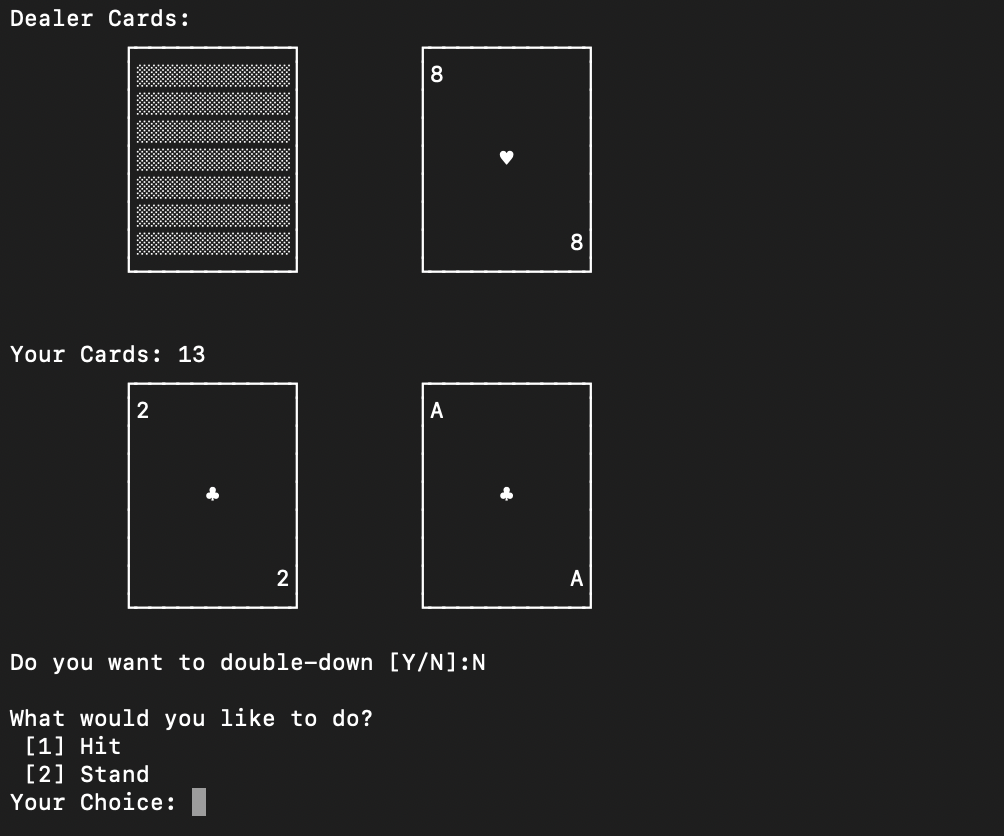 Dealer Cards:
8
♥
8
Your Cards: 13
2 A
♣ ♣
2 A
Do you want to double-down [Y/N]:N
What would you like to do?
[1] Hit
[2] Stand
Your Choice: